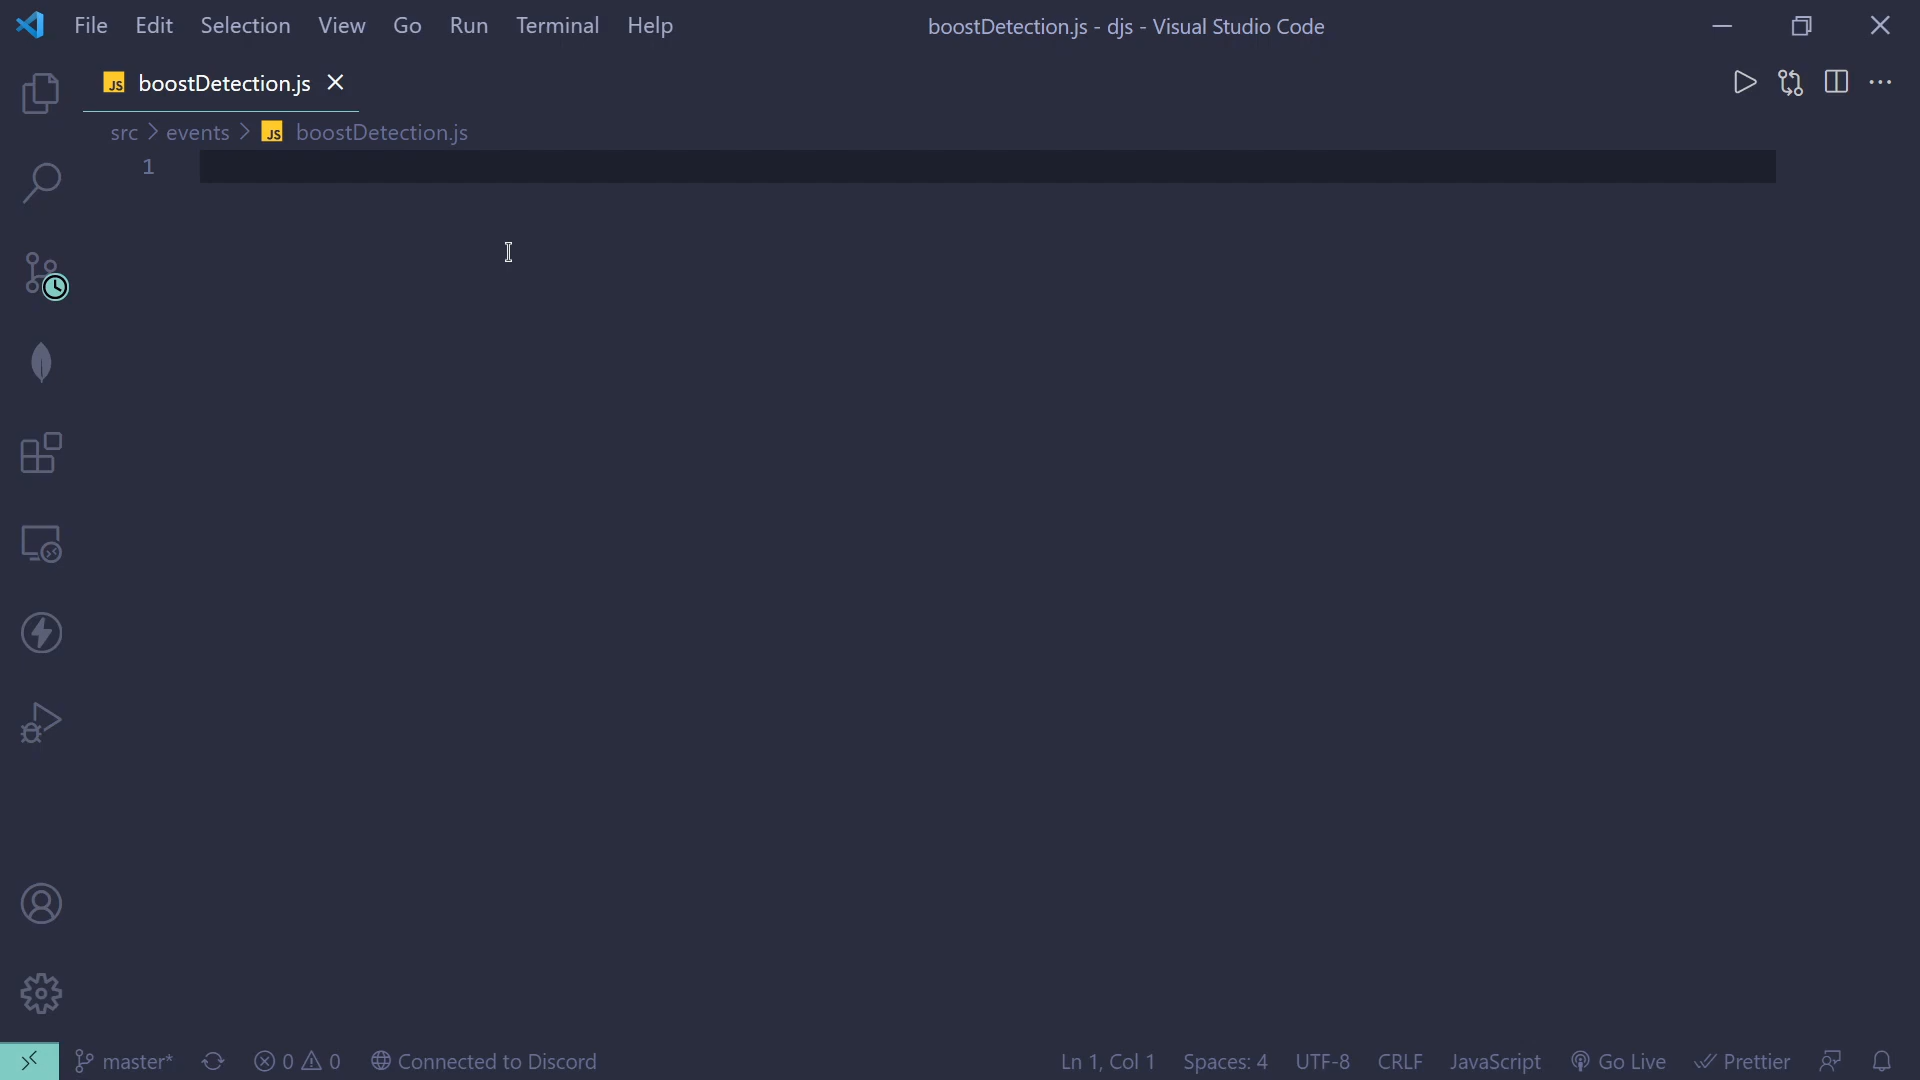 File Edit Selection View Go Run Terminal Help
boostDetection.js - djs - Visual Studio Code
JS boostDetection.js
src > events > JS boostDetection.js
1
master* 0 0 Connected to Discord
Ln 1, Col 1 Spaces: 4 UTF-8 CRLF JavaScript Go Live Prettier